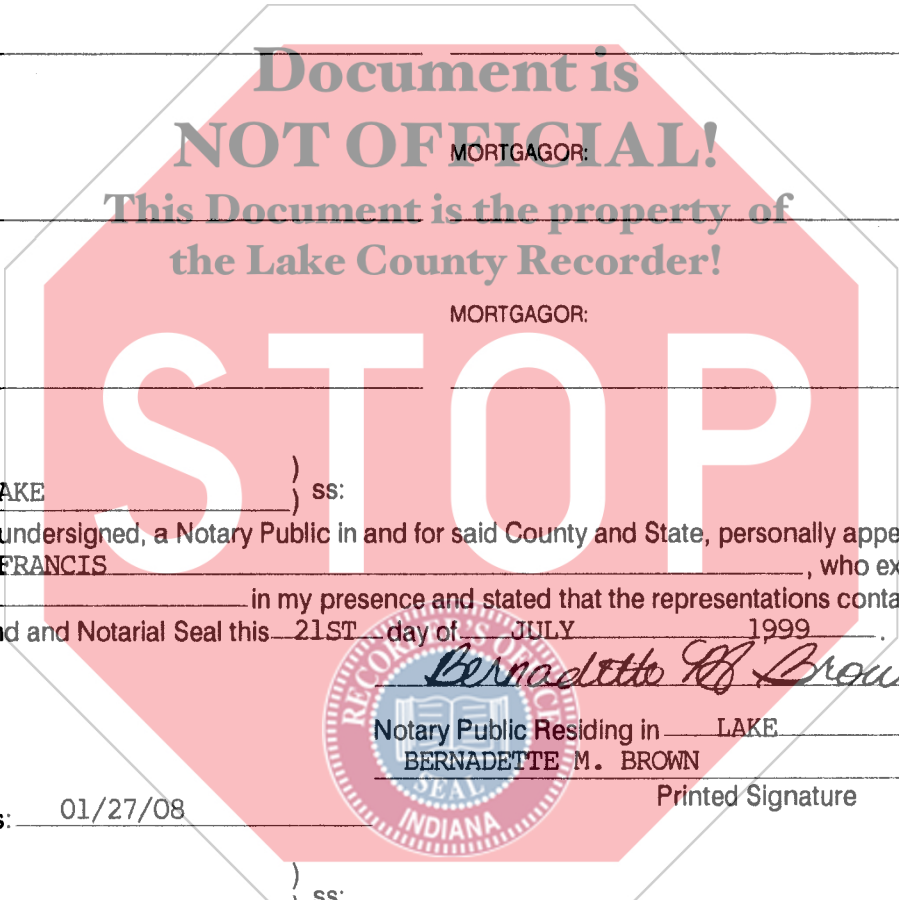 Document is
NOT OFFICIAL!
MORTGAGOR:
This Document is the property of
the Lake County Recorder!
MORTGAGOR:
STOP
)
AKE ) ss:
undersigned, a Notary Public in and for said County and State, personally appe
FRANCIS , who ex
in my presence and stated that the representations conta
d and Notarial Seal this 21ST day of JULY 1999 .
Bernadette M Brow
RECORDER'S OFFICE
Notary Public Residing in LAKE
BERNADETTE M. BROWN
SEAL
Printed Signature
s: 01/27/08
INDIANA
)
) ss: